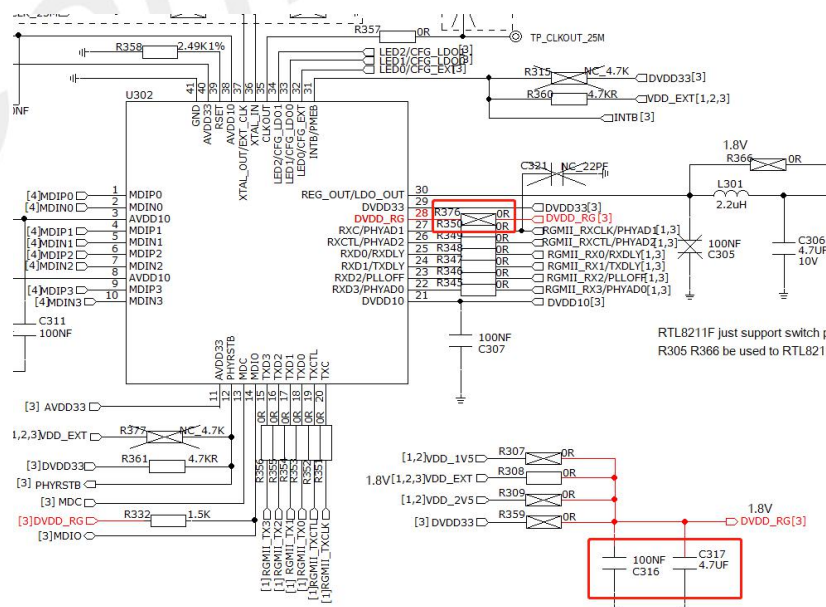 R357
0R
TP_CLKOUT_25M
R358
2.49K1%
LED2/CFG_LDO1[3]
LED1/CFG_LDO0[3]
LED0/CFG_EXT[3]
R315
NC_4.7K
DVDD33[3]
R360
4.7KR
VDD_EXT[1,2,3]
INTB[3]
U302
41
40
39
38
37
36
35
34
33
32
31
GND
AVDD33
RSET
AVDD10
XTAL_OUT/EXT_CLK
XTAL_IN
CLKOUT
LED2/CFG_LDO1
LED1/CFG_LDO0
LED0/CFG_EXT
INTB/PMEB
1.8V
R366
0R
L301
2.2uH
C321
NC_22PF
[4]MDIP0 1 MDIP0
[4]MDIN0 2 MDIN0
3 AVDD10
[4]MDIP1 4 MDIP1
[4]MDIN1 5 MDIN1
[4]MDIP2 6 MDIP2
[4]MDIN2 7 MDIN2
8 AVDD10
[4]MDIP3 9 MDIP3
[4]MDIN3 10 MDIN3
REG_OUT/LDO_OUT 30
DVDD33 29 DVDD33[3]
DVDD_RG 28 R376 0R DVDD_RG[3]
RXC/PHYAD1 27 R350 0R RGMII_RXCLK/PHYAD1[1,3]
RXCTL/PHYAD2 26 R349 0R RGMII_RXCTL/PHYAD2[1,3]
RXD0/RXDLY 25 R348 0R RGMII_RX0/RXDLY[1,3]
RXD1/TXDLY 24 R347 0R RGMII_RX1/TXDLY[1,3]
RXD2/PLLOFF 23 R346 0R RGMII_RX2/PLLOFF[1,3]
RXD3/PHYAD0 22 R345 0R RGMII_RX3/PHYAD0[1,3]
DVDD10 21 DVDD10[3]
100NF
C305
C306
4.7UF
10V
C311
100NF
100NF
C307
RTL8211F just support switch
R305 R366 be used to RTL821
AVDD33
PHYRSTB
MDC
MDIO
TXD3
TXD2
TXD1
TXD0
TXCTL
TXC
11
12
13
14
15
16
17
18
19
20
0R
0R
0R
0R
0R
0R
R356
R355
R354
R353
R352
R351
[1]RGMII_TX3
[1]RGMII_TX2
[1]RGMII_TX1
[1]RGMII_TX0
[1]RGMII_TXCTL
[1]RGMII_TXCLK
[3] AVDD33
1,2,3]VDD_EXT
R377
NC_4.7K
[3]DVDD33
R361
4.7KR
[3] PHYRSTB
[3] MDC
[3]DVDD_RG
R332
1.5K
[3]MDIO
[1,2]VDD_1V5 R307 0R
1.8V[1,2,3]VDD_EXT R308 0R
[1,2]VDD_2V5 R309 0R
[3] DVDD33 R359 0R
1.8V
DVDD_RG[3]
100NF
C316
C317
4.7UF